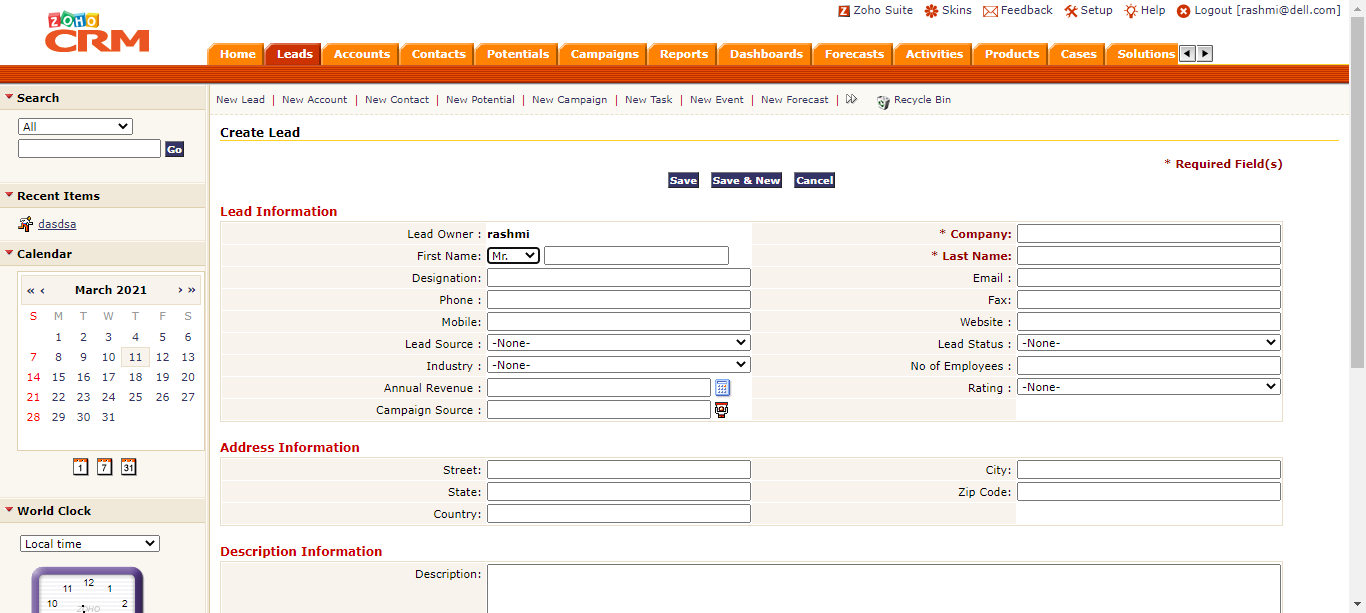 Zoho Suite Skins Feedback Setup Help Logout [rashmi@dell.com]
ZOHO
CRM
Home Leads Accounts Contacts Potentials Campaigns Reports Dashboards Forecasts Activities Products Cases Solutions
Search
All
Go
Recent Items
dasdsa
Calendar
« ‹ March 2021 › »
S M T W T F S
1 2 3 4 5 6
7 8 9 10 11 12 13
14 15 16 17 18 19 20
21 22 23 24 25 26 27
28 29 30 31
1 7 31
World Clock
Local time
11 12 1
10 2
ZOHO
New Lead | New Account | New Contact | New Potential | New Campaign | New Task | New Event | New Forecast | Recycle Bin
Create Lead
* Required Field(s)
Save Save & New Cancel
Lead Information
Lead Owner : rashmi * Company:
First Name: Mr. * Last Name:
Designation: Email :
Phone : Fax:
Mobile: Website :
Lead Source : -None- Lead Status : -None-
Industry : -None- No of Employees :
Annual Revenue : Rating : -None-
Campaign Source :
Address Information
Street: City:
State: Zip Code:
Country:
Description Information
Description: